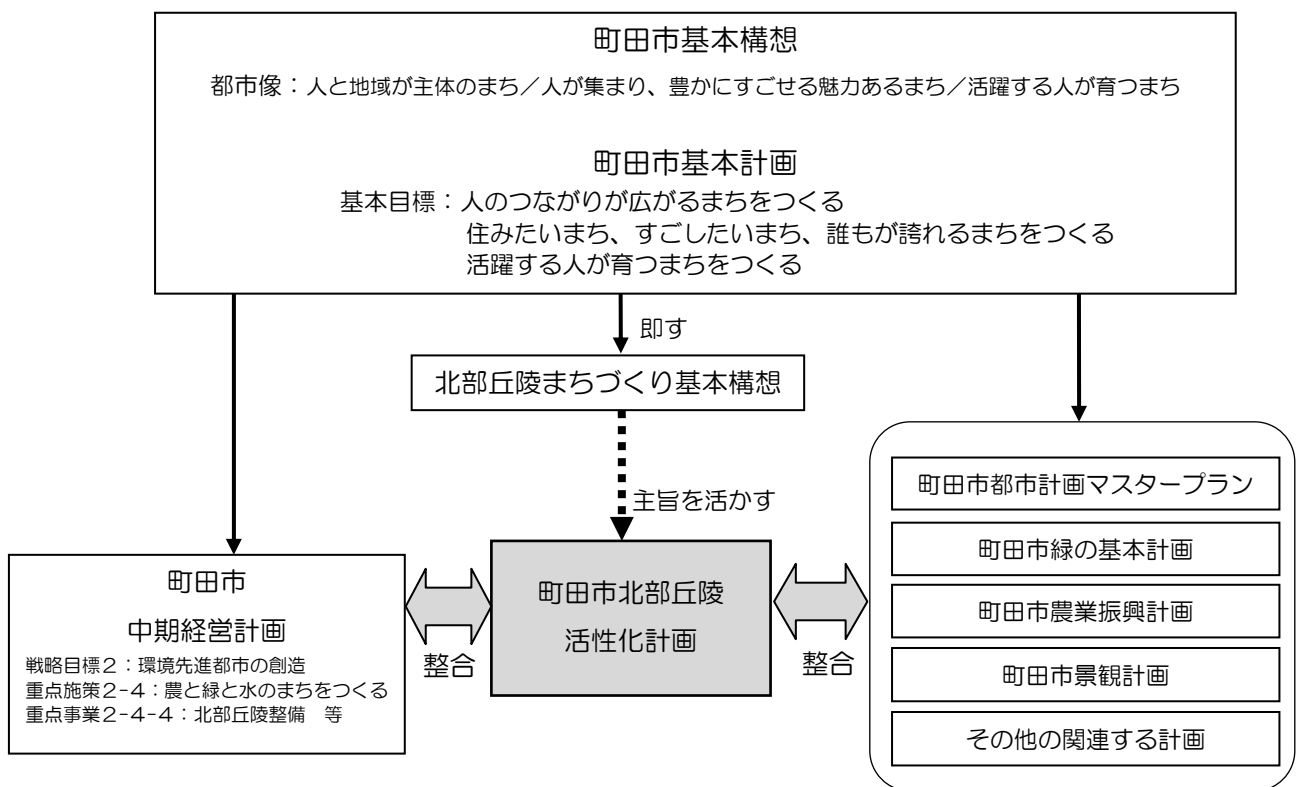 町田市基本構想
都市像：人と地域が主体のまち／人が集まり、豊かにすごせる魅力あるまち／活躍する人が育つまち
町田市基本計画
基本目標：人のつながりが広がるまちをつくる
住みたいまち、すごしたいまち、誰もが誇れるまちをつくる
活躍する人が育つまちをつくる
即す
北部丘陵まちづくり基本構想
主旨を活かす
町田市
中期経営計画
戦略目標２：環境先進都市の創造
重点施策２-４：農と緑と水のまちをつくる
重点事業２-４-４：北部丘陵整備　等
整合
町田市北部丘陵
活性化計画
整合
町田市都市計画マスタープラン
町田市緑の基本計画
町田市農業振興計画
町田市景観計画
その他の関連する計画